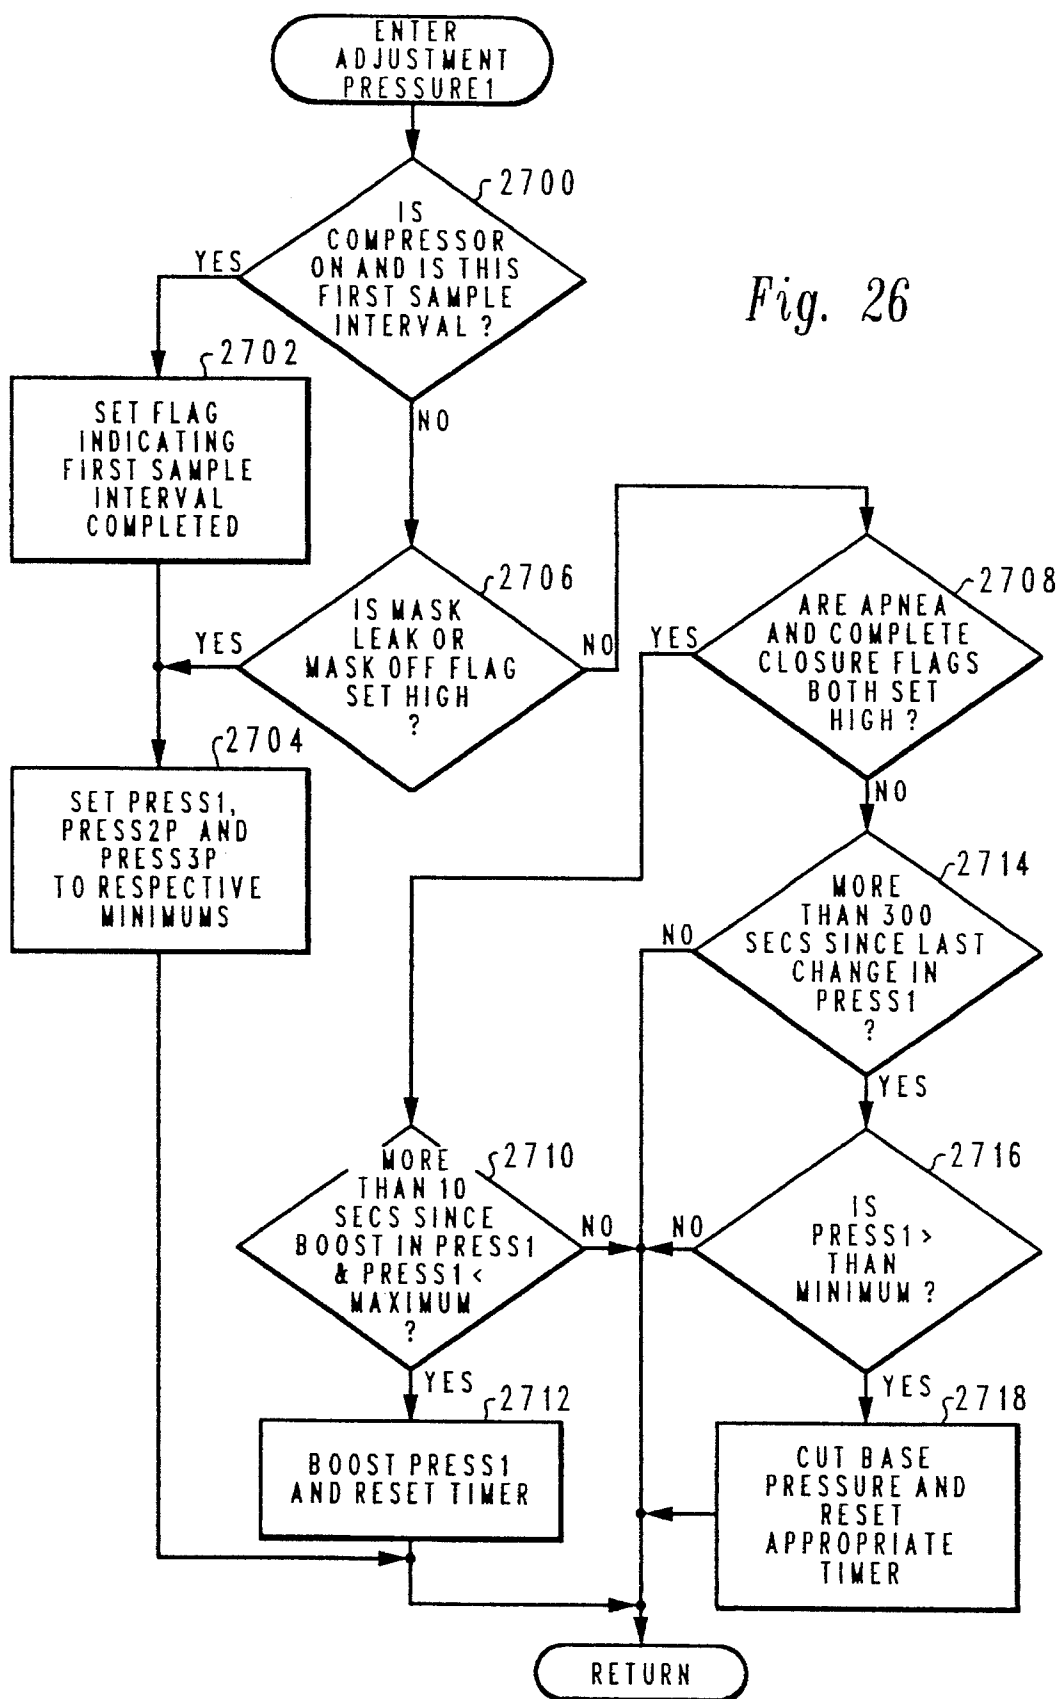 ENTER
ADJUSTMENT
PRESSURE1
2700
IS
COMPRESSOR
ON AND IS THIS
FIRST SAMPLE
INTERVAL ?
YES
NO
Fig. 26
2702
SET FLAG
INDICATING
FIRST SAMPLE
INTERVAL
COMPLETED
2706
IS MASK
LEAK OR
MASK OFF FLAG
SET HIGH
?
YES
NO
2708
ARE APNEA
AND COMPLETE
CLOSURE FLAGS
BOTH SET
HIGH ?
YES
NO
2704
SET PRESS1,
PRESS2P AND
PRESS3P
TO RESPECTIVE
MINIMUMS
2714
MORE
THAN 300
SECS SINCE LAST
CHANGE IN
PRESS1
?
NO
YES
2710
MORE
THAN 10
SECS SINCE
BOOST IN PRESS1
& PRESS1 <
MAXIMUM
?
NO
YES
2716
IS
PRESS1 >
THAN
MINIMUM ?
NO
YES
2712
BOOST PRESS1
AND RESET TIMER
2718
CUT BASE
PRESSURE AND
RESET
APPROPRIATE
TIMER
RETURN